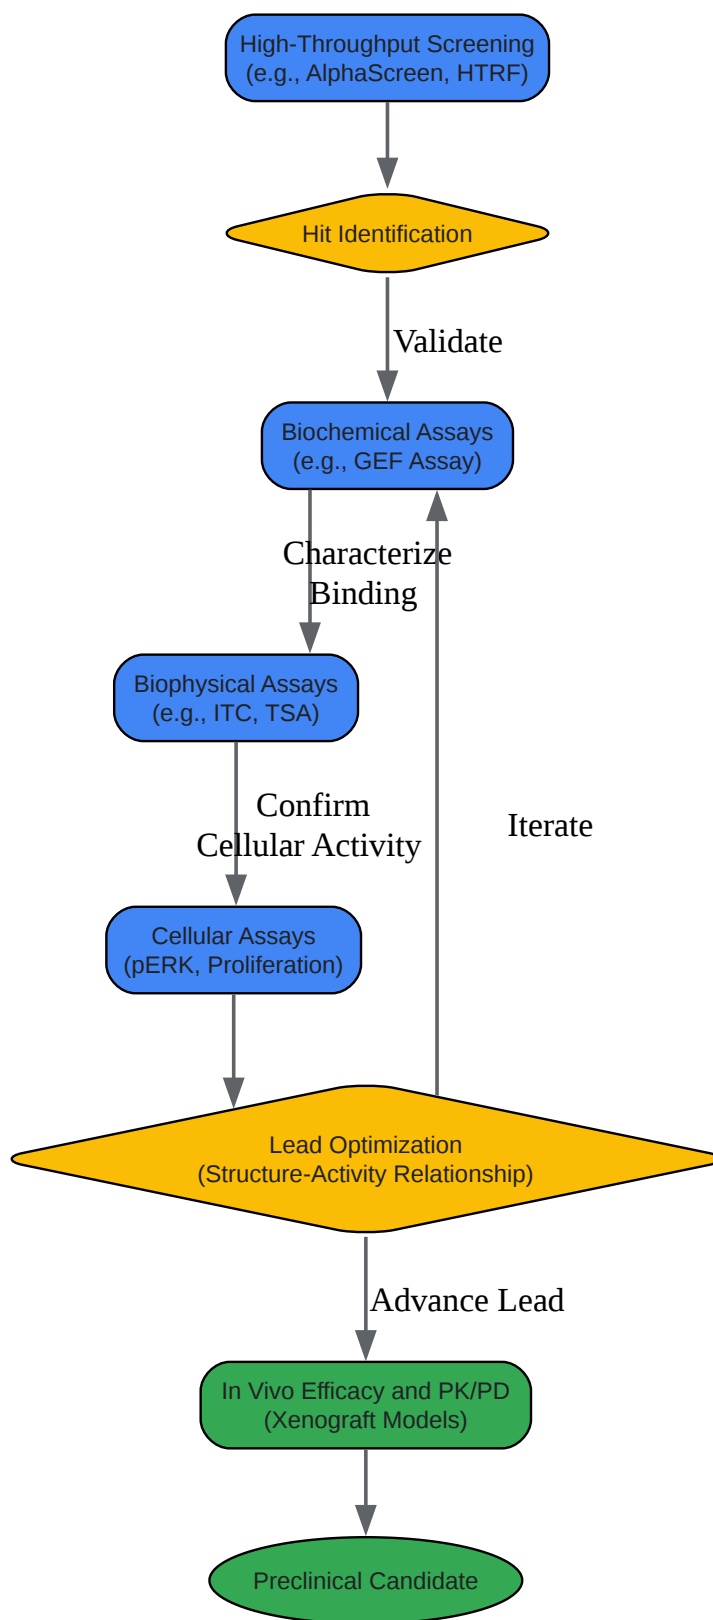 High-Throughput Screening
(e.g., AlphaScreen, HTRF)
Hit Identification
Validate
Biochemical Assays
(e.g., GEF Assay)
Characterize
Binding
Biophysical Assays
(e.g., ITC, TSA)
Confirm
Cellular Activity
Iterate
Cellular Assays
(pERK, Proliferation)
Lead Optimization
(Structure-Activity Relationship)
Advance Lead
In Vivo Efficacy and PK/PD
(Xenograft Models)
Preclinical Candidate